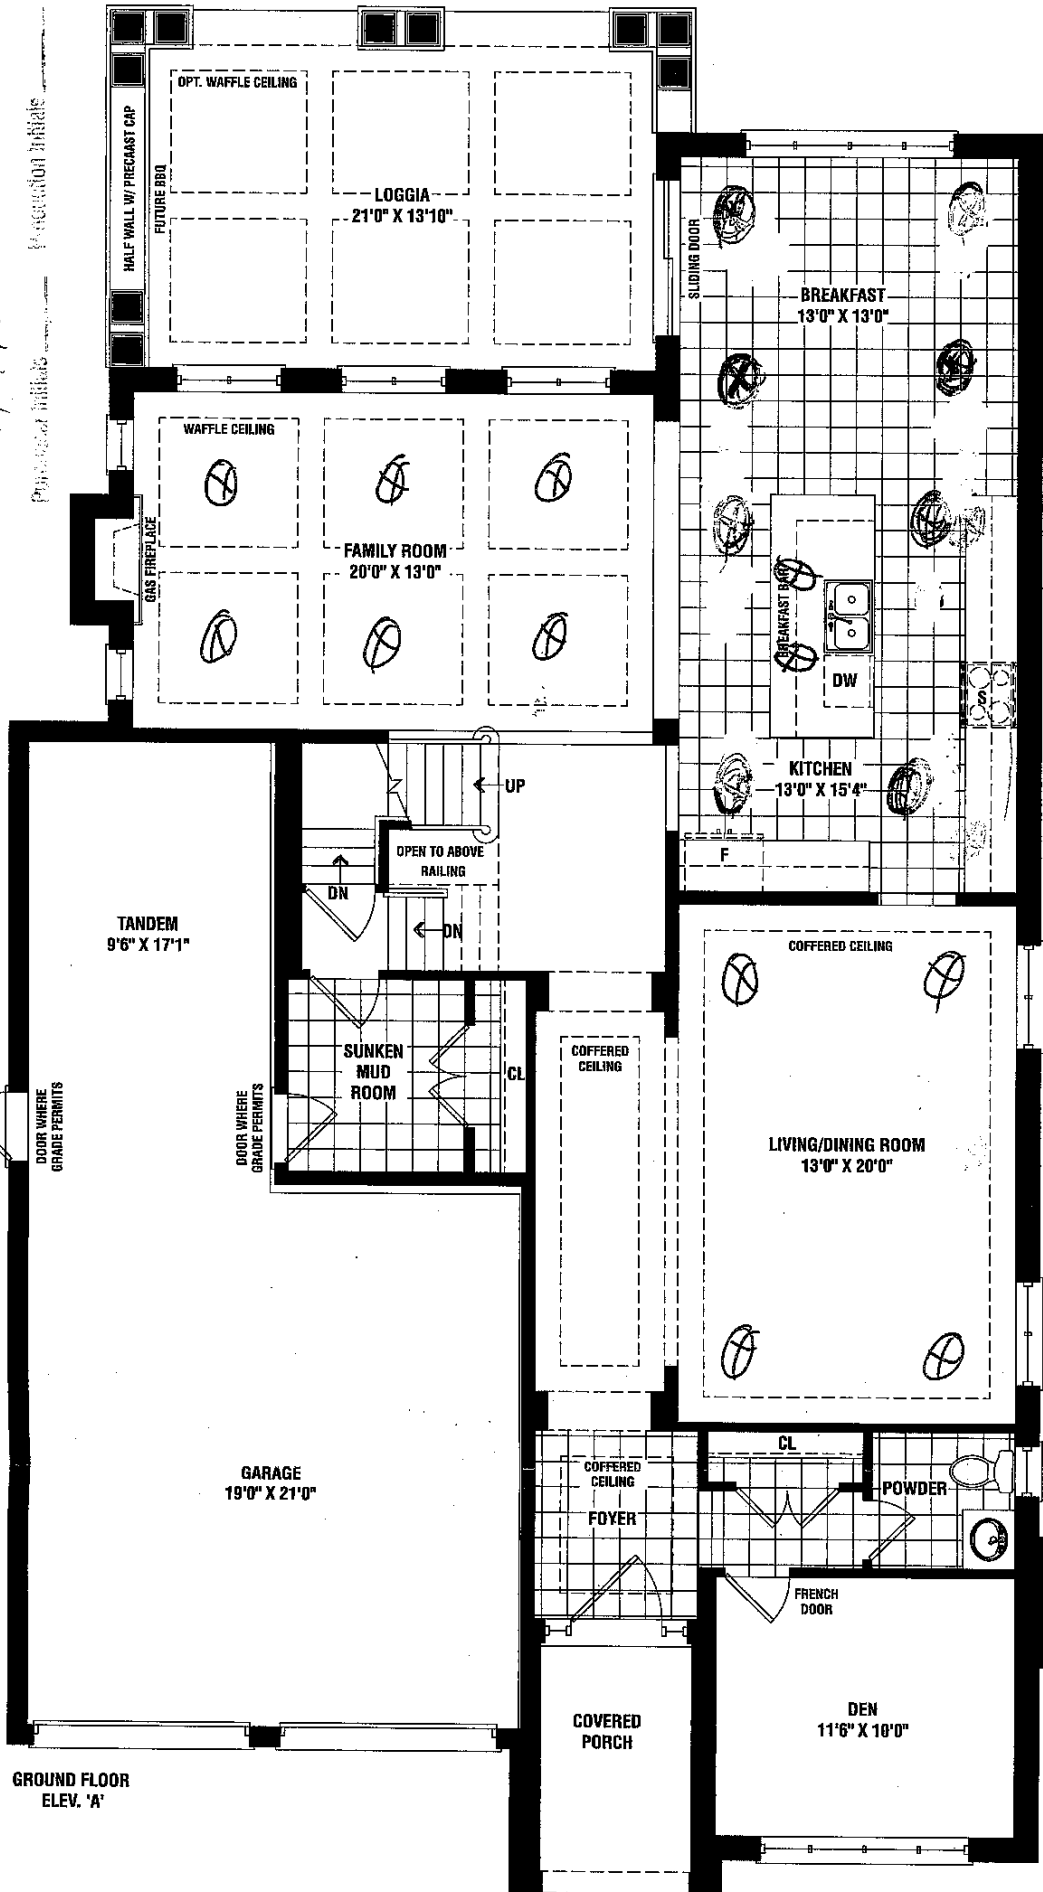 OPT. WAFFLE CEILING
HALF WALL W/ PRECAAST CAP
FUTURE BBQ
LOGGIA
21'0" X 13'10"
SLIDING DOOR
BREAKFAST
13'0" X 13'0"
WAFFLE CEILING
GAS FIREPLACE
FAMILY ROOM
20'0" X 13'0"
BREAKFAST BAR
DW
S
KITCHEN
13'0" X 15'4"
F
UP
OPEN TO ABOVE
RAILING
DN
DN
TANDEM
9'6" X 17'1"
COFFERED CEILING
SUNKEN
MUD
ROOM
CL
COFFERED
CEILING
DOOR WHERE
GRADE PERMITS
DOOR WHERE
GRADE PERMITS
LIVING/DINING ROOM
13'0" X 20'0"
GARAGE
19'0" X 21'0"
COFFERED
CEILING
FOYER
CL
POWDER
FRENCH
DOOR
COVERED
PORCH
DEN
11'6" X 10'0"
GROUND FLOOR
ELEV. 'A'